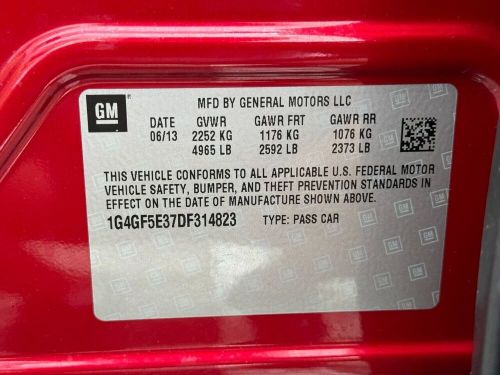 GM
MFD BY GENERAL MOTORS LLC
DATE GVWR GAWR FRT GAWR RR
06/13 2252 KG 1176 KG 1076 KG
4965 LB 2592 LB 2373 LB
THIS VEHICLE CONFORMS TO ALL APPLICABLE U.S. FEDERAL MOTOR
VEHICLE SAFETY, BUMPER, AND THEFT PREVENTION STANDARDS IN
EFFECT ON THE DATE OF MANUFACTURE SHOWN ABOVE.
1G4GF5E37DF314823 TYPE: PASS CAR